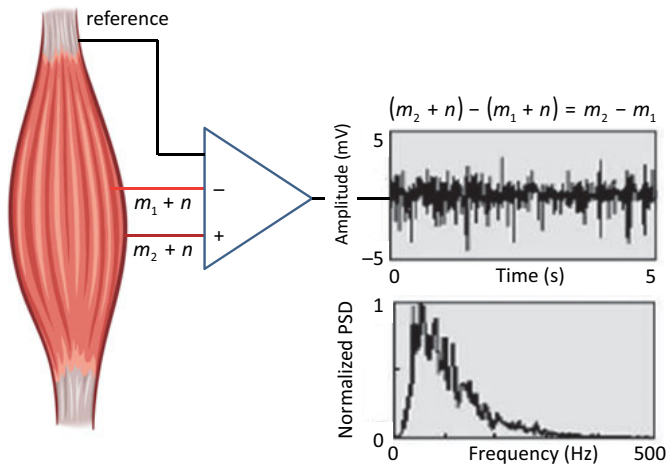 reference
(m₂ + n) – (m₁ + n) = m₂ – m₁
m₁ + n
–
m₂ + n
+
Amplitude (mV)
5
–5
0
Time (s)
5
Normalized PSD
1
0
0
Frequency (Hz)
500